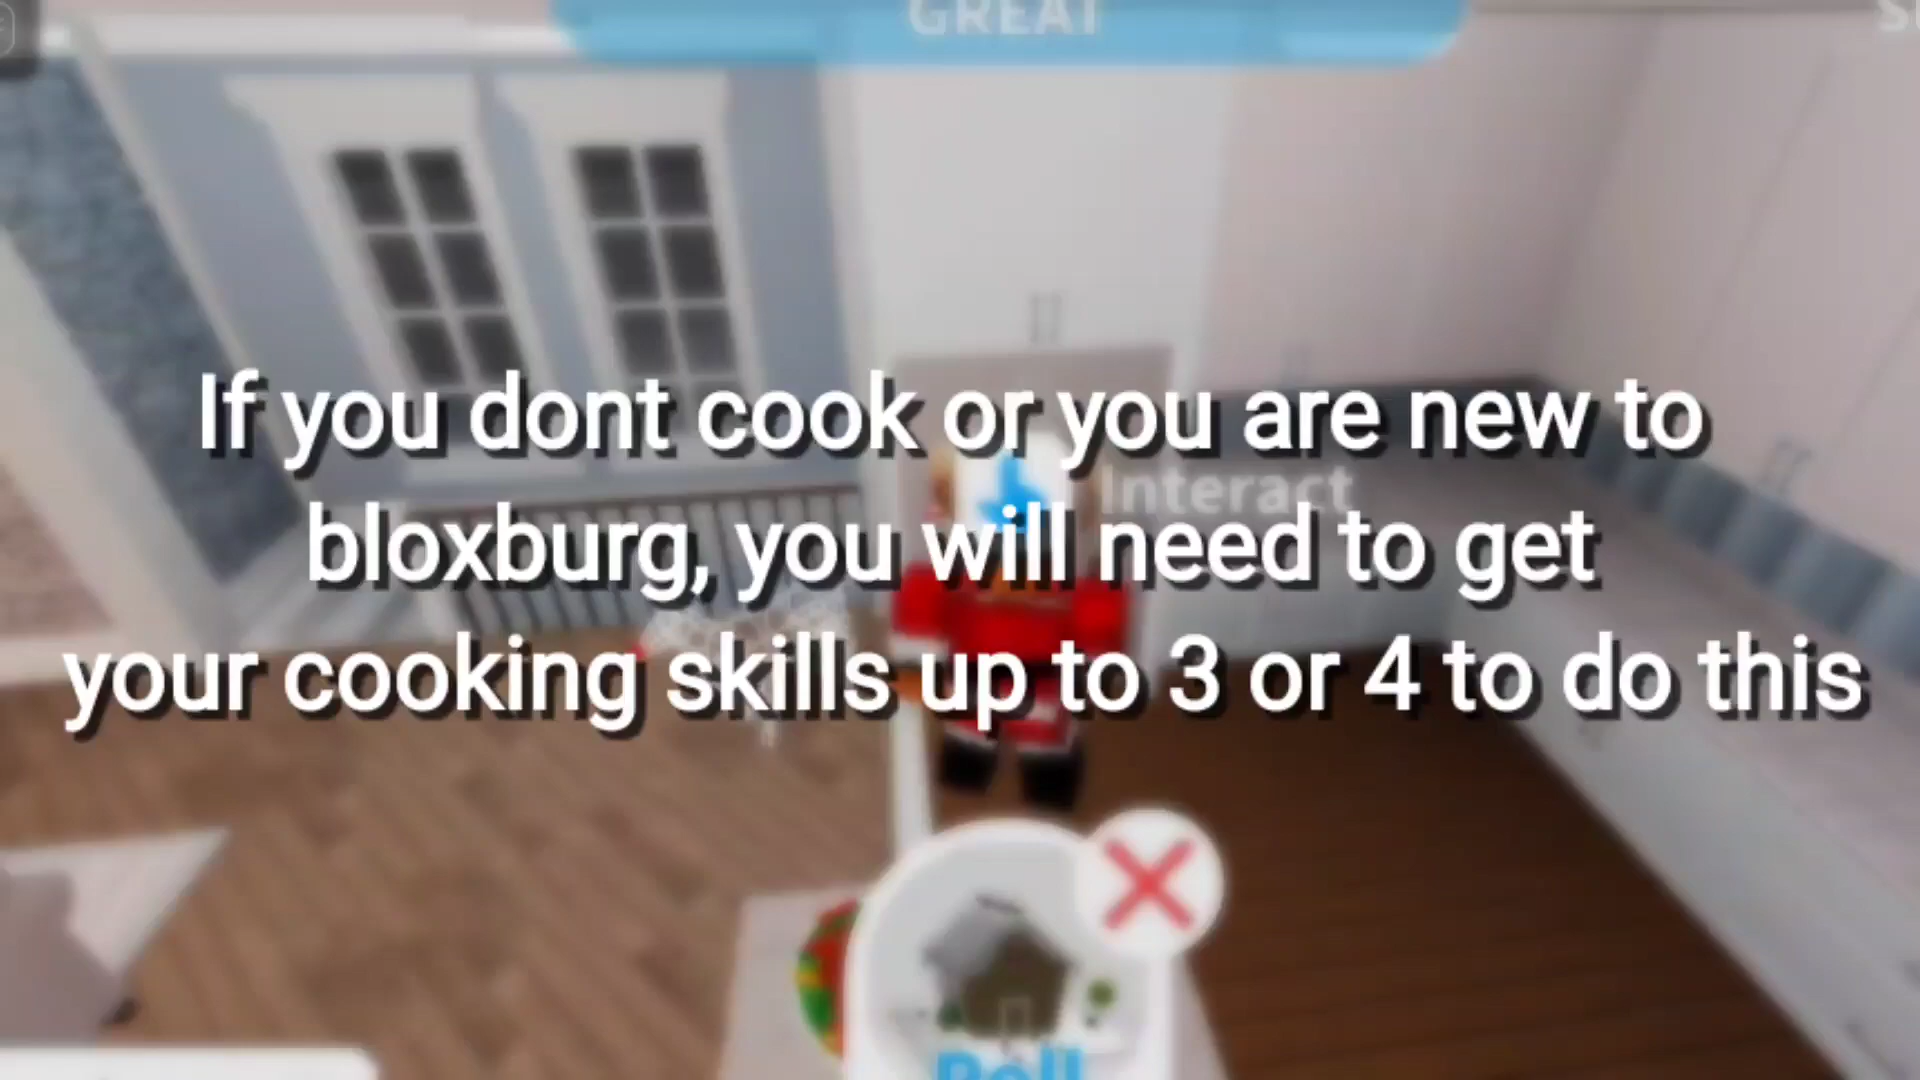 GREAT
If you dont cook or you are new to
Interact
bloxburg, you will need to get
your cooking skills up to 3 or 4 to do this